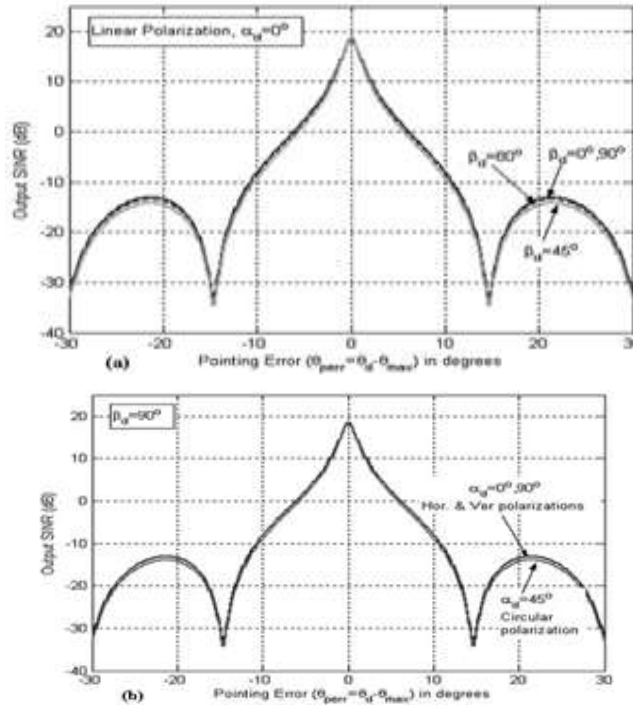 Linear Polarization, α_d=0°
20
10
0
-10
-20
-30
-40
Output SINR (dB)
β_d=60°
β_d=0°,90°
β_d=45°
-30
-20
-10
0
10
20
30
(a)
Pointing Error (θ_perr=θ_d-θ_max) in degrees
β_d=90°
20
10
0
-10
-20
-30
-40
Output SINR (dB)
α_d=0°,90°
Hor. & Ver polarizations
α_d=45°
Circular
polarization
-30
-20
-10
0
10
20
30
(b)
Pointing Error (θ_perr=θ_d-θ_max) in degrees